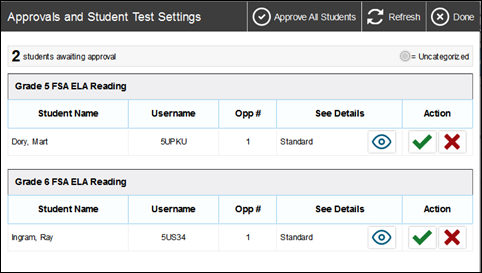 Approvals and Student Test Settings Approve All Students Refresh Done
2 students awaiting approval = Uncategorized
Grade 5 FSA ELA Reading
Student Name Username Opp # See Details Action
Dory, Mart 5UPKU 1 Standard
Grade 6 FSA ELA Reading
Student Name Username Opp # See Details Action
Ingram, Ray 5US34 1 Standard